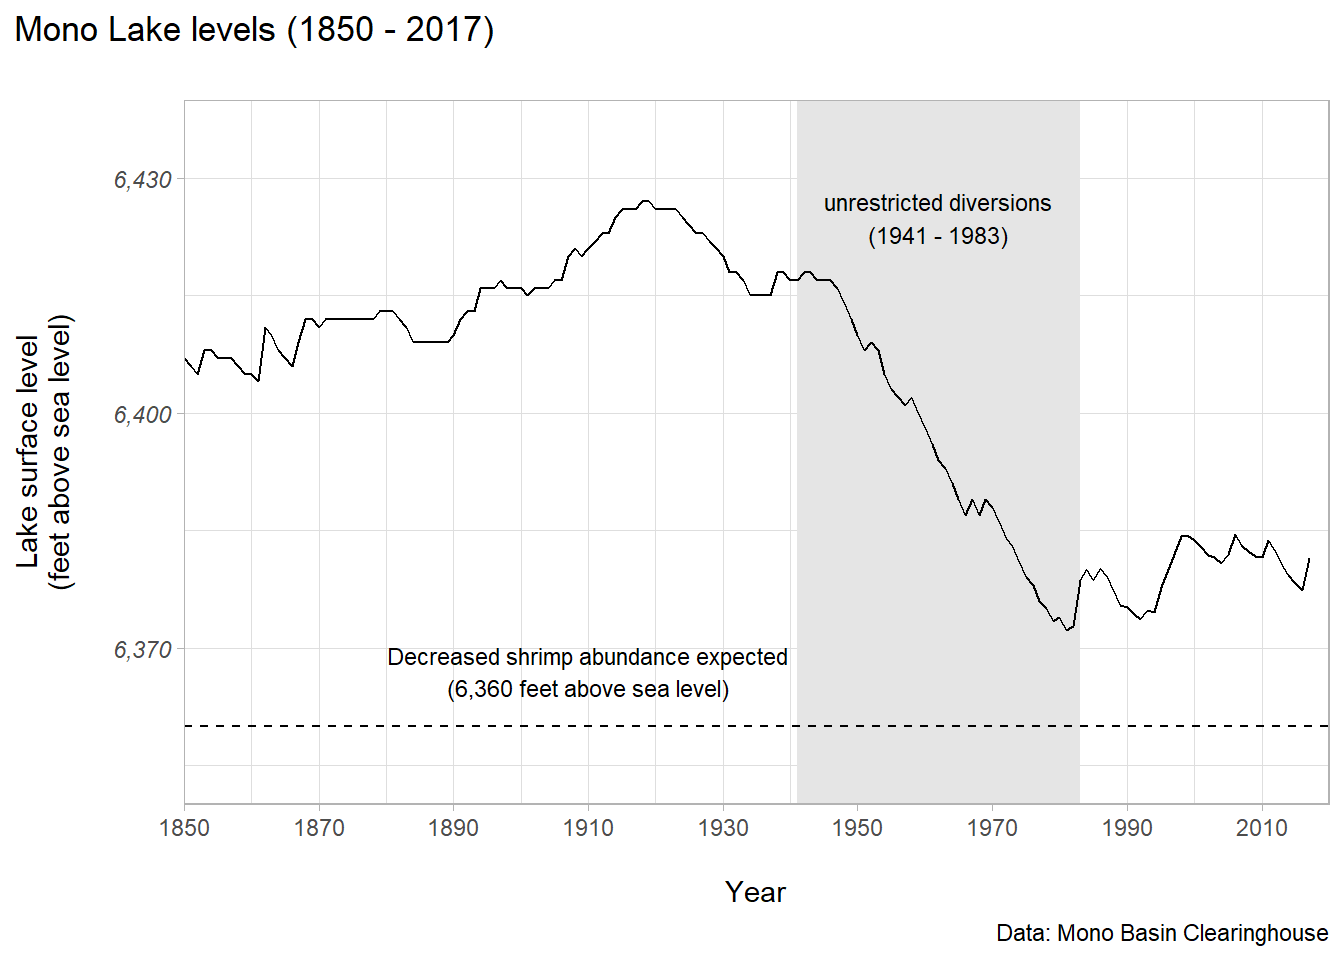 Mono Lake levels (1850 - 2017)
Lake surface level
(feet above sea level)
6,430
6,400
6,370
unrestricted diversions
(1941 - 1983)
Decreased shrimp abundance expected
(6,360 feet above sea level)
1850 1870 1890 1910 1930 1950 1970 1990 2010
Year
Data: Mono Basin Clearinghouse